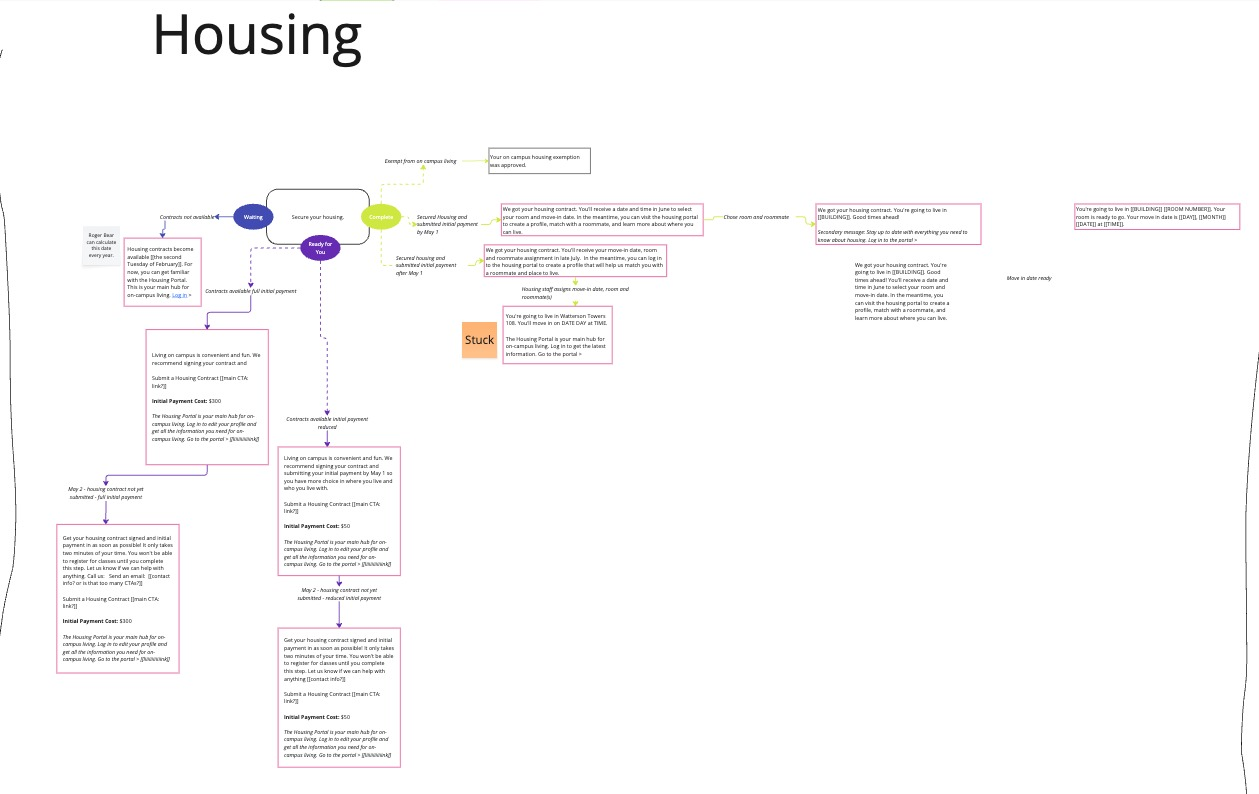 Housing
Exempt from on campus living
Your on campus housing exemption
was approved.
Contracts not available
Waiting
Secure your housing.
Complete
Ready for
You
Secured Housing and
submitted initial payment
by May 1
We got your housing contract. You'll receive a date and time in June to select
your room and move-in date. In the meantime, you can visit the housing portal
to create a profile, match with a roommate, and learn more about where you
can live.
Chose room and roommate
We got your housing contract. You're going to live in
[[BUILDING]]. Good times ahead!
Secondary message: Stay up to date with everything you need to
know about housing. Log in to the portal >
You're going to live in [[BUILDING]] [[ROOM NUMBER]]. Your
room is ready to go. Your move in date is [[DAY]], [[MONTH]]
[[DATE]] at [[TIME]].
Roger Bear
can calculate
this date
every year.
Housing contracts become
available [[the second
Tuesday of February]]. For
now, you can get familiar
with the Housing Portal.
This is your main hub for
on-campus living. Log in >
Contracts available full initial payment
Secured housing and
submitted initial payment
after May 1
We got your housing contract. You'll receive your move-in date, room
and roommate assignment in late July. In the meantime, you can log in
to the housing portal to create a profile that will help us match you with
a roommate and place to live.
Housing staff assigns move-in date, room and
roommate(s)
Stuck
You're going to live in Watterson Towers
108. You'll move in on DATE DAY at TIME.
The Housing Portal is your main hub for
on-campus living. Log in to get the latest
information. Go to the portal >
We got your housing contract. You're
going to live in [[BUILDING]]. Good
times ahead! You'll receive a date and
time in June to select your room and
move-in date. In the meantime, you
can visit the housing portal to create a
profile, match with a roommate, and
learn more about where you can live.
Move in date ready
Living on campus is convenient and fun. We
recommend signing your contract and
Submit a Housing Contract [[main CTA:
link?]]
Initial Payment Cost: $300
The Housing Portal is your main hub for on-
campus living. Log in to edit your profile and
get all the information you need for on-
campus living. Go to the portal > [[liiiiiiiiiiink]]
Contracts available initial payment
reduced
Living on campus is convenient and fun. We
recommend signing your contract and
submitting your initial payment by May 1 so
you have more choice in where you live and
who you live with.
Submit a Housing Contract [[main CTA:
link?]]
Initial Payment Cost: $50
The Housing Portal is your main hub for on-
campus living. Log in to edit your profile and
get all the information you need for on-
campus living. Go to the portal > [[liiiiiiiiiiink]]
May 2 - housing contract not yet
submitted - full initial payment
Get your housing contract signed and initial
payment in as soon as possible! It only takes
two minutes of your time. You won't be able
to register for classes until you complete
this step. Let us know if we can help with
anything. Call us: Send an email: [[contact
info? or is that too many CTAs?]]
Submit a Housing Contract [[main CTA:
link?]]
Initial Payment Cost: $300
The Housing Portal is your main hub for on-
campus living. Log in to edit your profile and
get all the information you need for on-
campus living. Go to the portal > [[liiiiiiiiiiink]]
May 2 - housing contract not yet
submitted - reduced initial payment
Get your housing contract signed and initial
payment in as soon as possible! It only takes
two minutes of your time. You won't be able
to register for classes until you complete
this step. Let us know if we can help with
anything [[contact info?]]
Submit a Housing Contract [[main CTA:
link?]]
Initial Payment Cost: $50
The Housing Portal is your main hub for on-
campus living. Log in to edit your profile and
get all the information you need for on-
campus living. Go to the portal > [[liiiiiiiiiiink]]